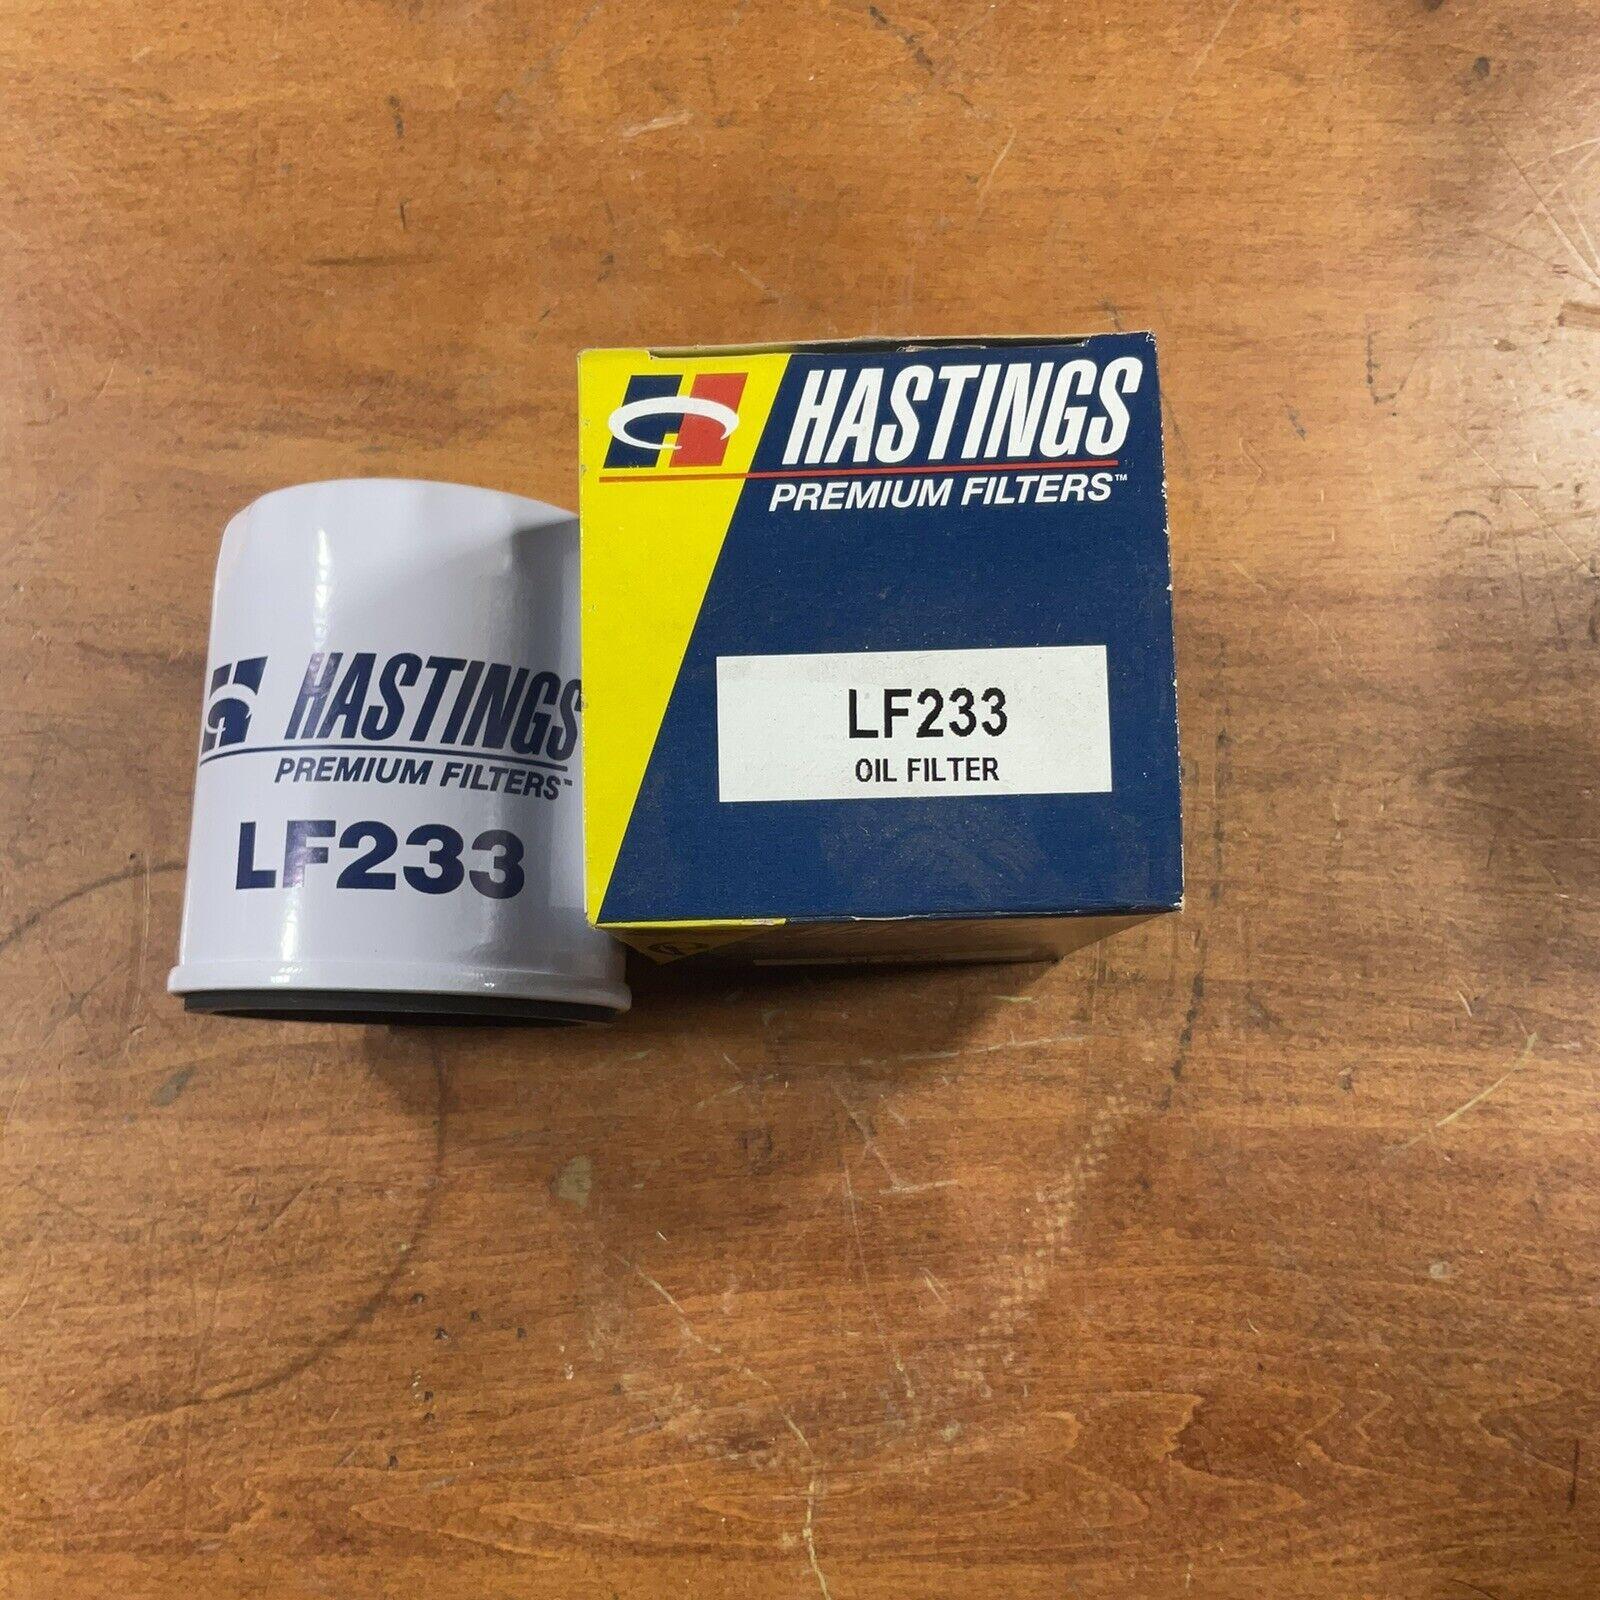 HASTINGS
PREMIUM FILTERS™
LF233
HASTINGS
PREMIUM FILTERS™
LF233
OIL FILTER